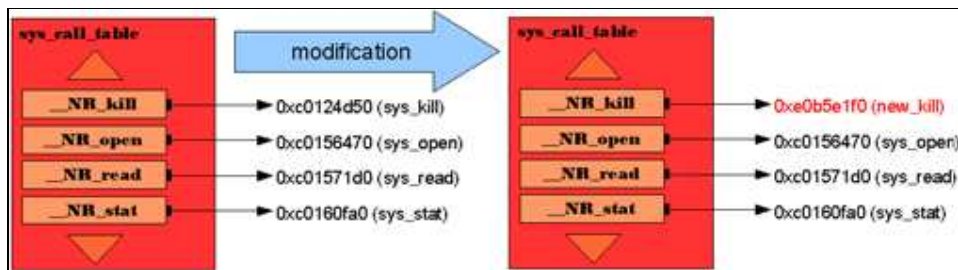 sys_call_table
__NR_kill
__NR_open
__NR_read
__NR_stat
0xc0124d50 (sys_kill)
0xc0156470 (sys_open)
0xc01571d0 (sys_read)
0xc0160fa0 (sys_stat)
modification
sys_call_table
__NR_kill
__NR_open
__NR_read
__NR_stat
0xe0b5e1f0 (new_kill)
0xc0156470 (sys_open)
0xc01571d0 (sys_read)
0xc0160fa0 (sys_stat)